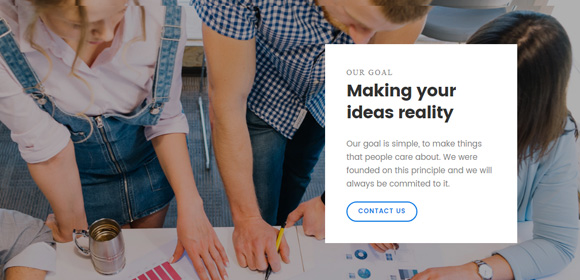 OUR GOAL
Making your
ideas reality
Our goal is simple, to make things
that people care about. We were
founded on this principle and we will
always be commited to it.
CONTACT US